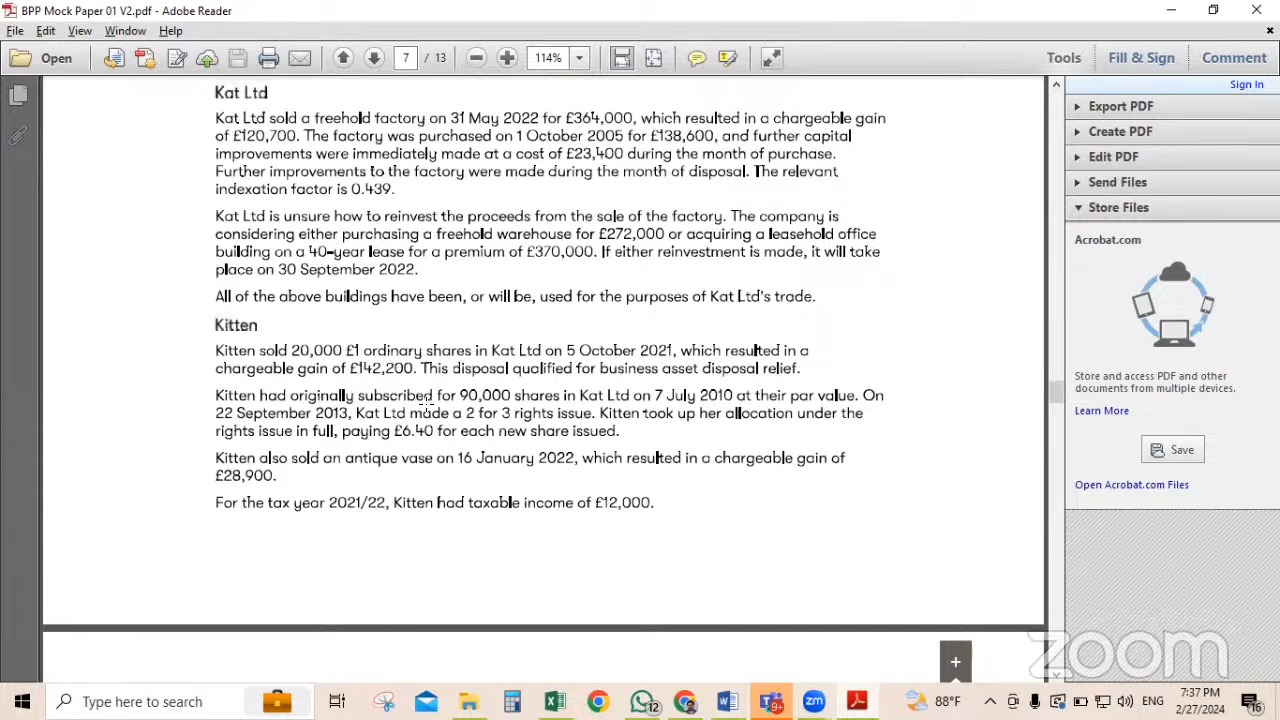 BPP Mock Paper 01 V2.pdf - Adobe Reader
File Edit View Window Help
Open 7 / 13 114% Tools Fill & Sign Comment
Sign In
Export PDF
Create PDF
Edit PDF
Send Files
Store Files
Acrobat.com
Store and access PDF and other
documents from multiple devices.
Learn More
Save
Open Acrobat.com Files
Kat Ltd
Kat Ltd sold a freehold factory on 31 May 2022 for £364,000, which resulted in a chargeable gain
of £120,700. The factory was purchased on 1 October 2005 for £138,600, and further capital
improvements were immediately made at a cost of £23,400 during the month of purchase.
Further improvements to the factory were made during the month of disposal. The relevant
indexation factor is 0.439.
Kat Ltd is unsure how to reinvest the proceeds from the sale of the factory. The company is
considering either purchasing a freehold warehouse for £272,000 or acquiring a leasehold office
building on a 40-year lease for a premium of £370,000. If either reinvestment is made, it will take
place on 30 September 2022.
All of the above buildings have been, or will be, used for the purposes of Kat Ltd's trade.
Kitten
Kitten sold 20,000 £1 ordinary shares in Kat Ltd on 5 October 2021, which resulted in a
chargeable gain of £142,200. This disposal qualified for business asset disposal relief.
Kitten had originally subscribed for 90,000 shares in Kat Ltd on 7 July 2010 at their par value. On
22 September 2013, Kat Ltd made a 2 for 3 rights issue. Kitten took up her allocation under the
rights issue in full, paying £6.40 for each new share issued.
Kitten also sold an antique vase on 16 January 2022, which resulted in a chargeable gain of
£28,900.
For the tax year 2021/22, Kitten had taxable income of £12,000.
zoom
Type here to search
12
9+
zm
88°F
ENG
7:37 PM
2/27/2024
16